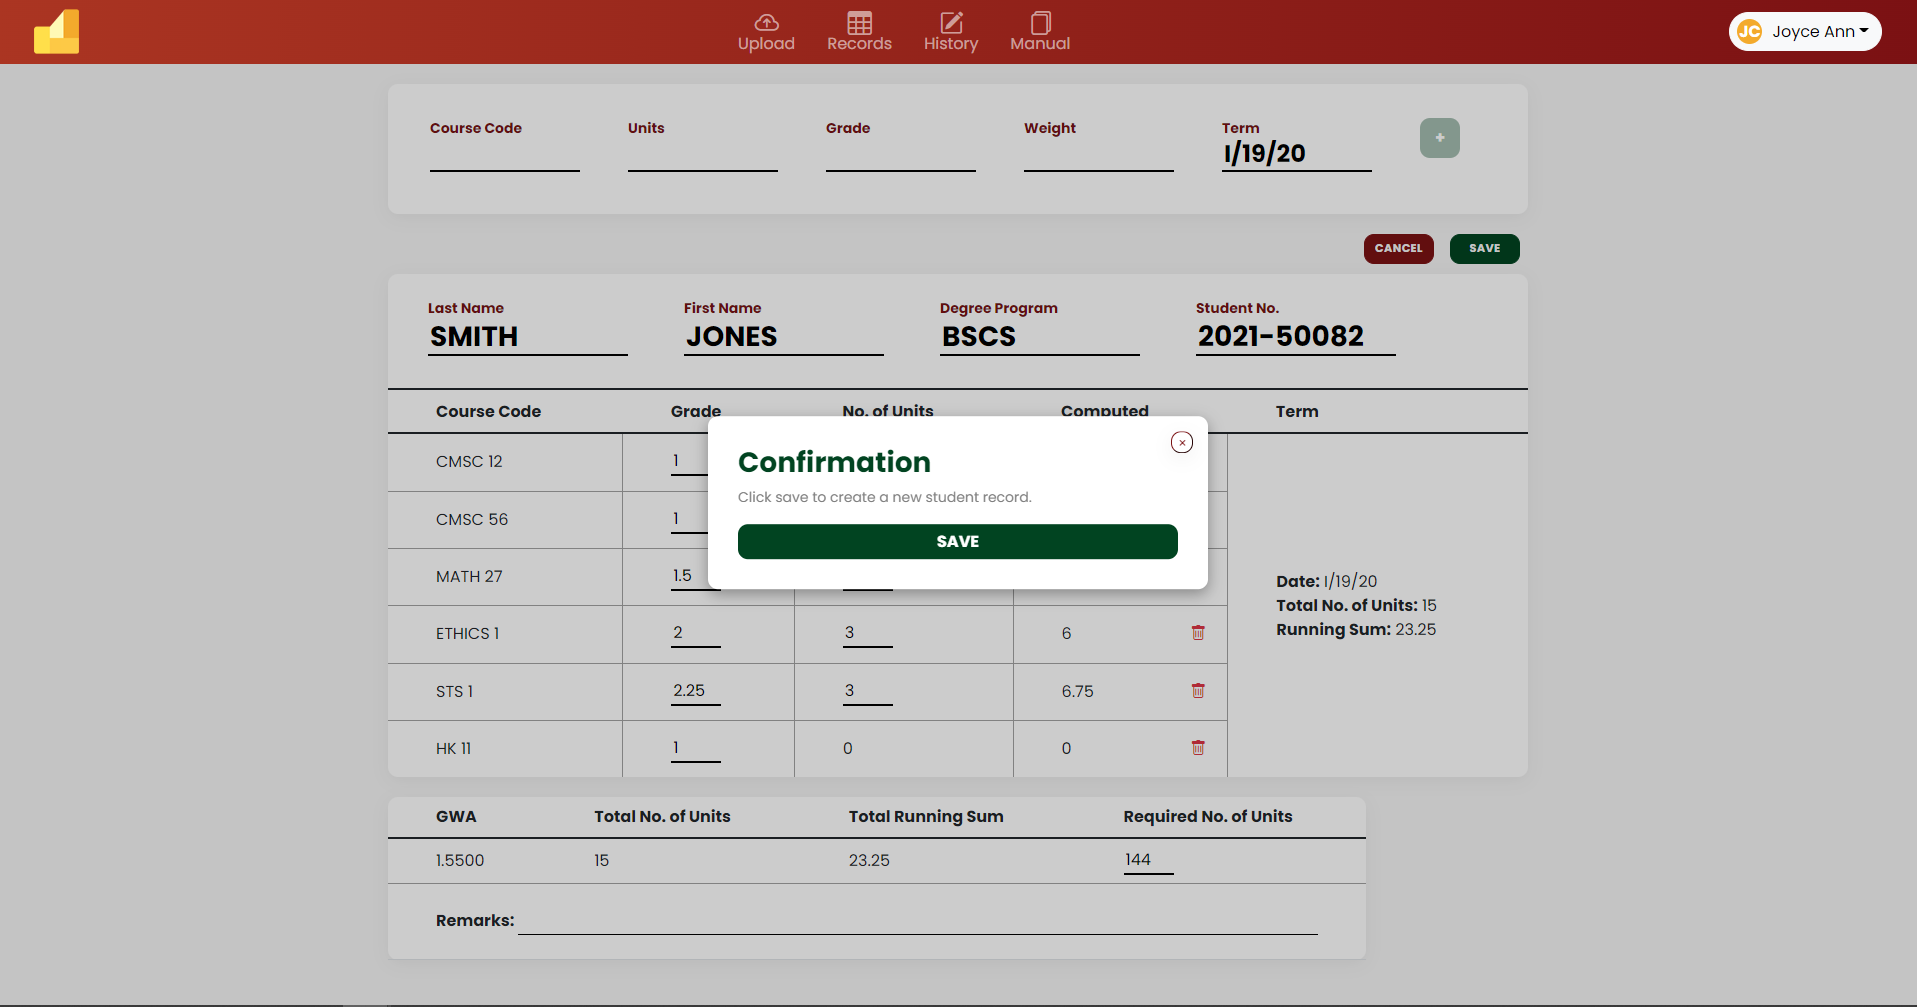 Upload Records History Manual
JC Joyce Ann
Course Code Units Grade Weight Term
I/19/20
+
CANCEL SAVE
Last Name First Name Degree Program Student No.
SMITH JONES BSCS 2021-50082
Course Code Grade No. of Units Computed Term
CMSC 12 1
CMSC 56 1
MATH 27 1.5
ETHICS 1 2 3 6
STS 1 2.25 3 6.75
HK 11 1 0 0
Date: I/19/20
Total No. of Units: 15
Running Sum: 23.25
Confirmation
Click save to create a new student record.
SAVE
GWA Total No. of Units Total Running Sum Required No. of Units
1.5500 15 23.25 144
Remarks: